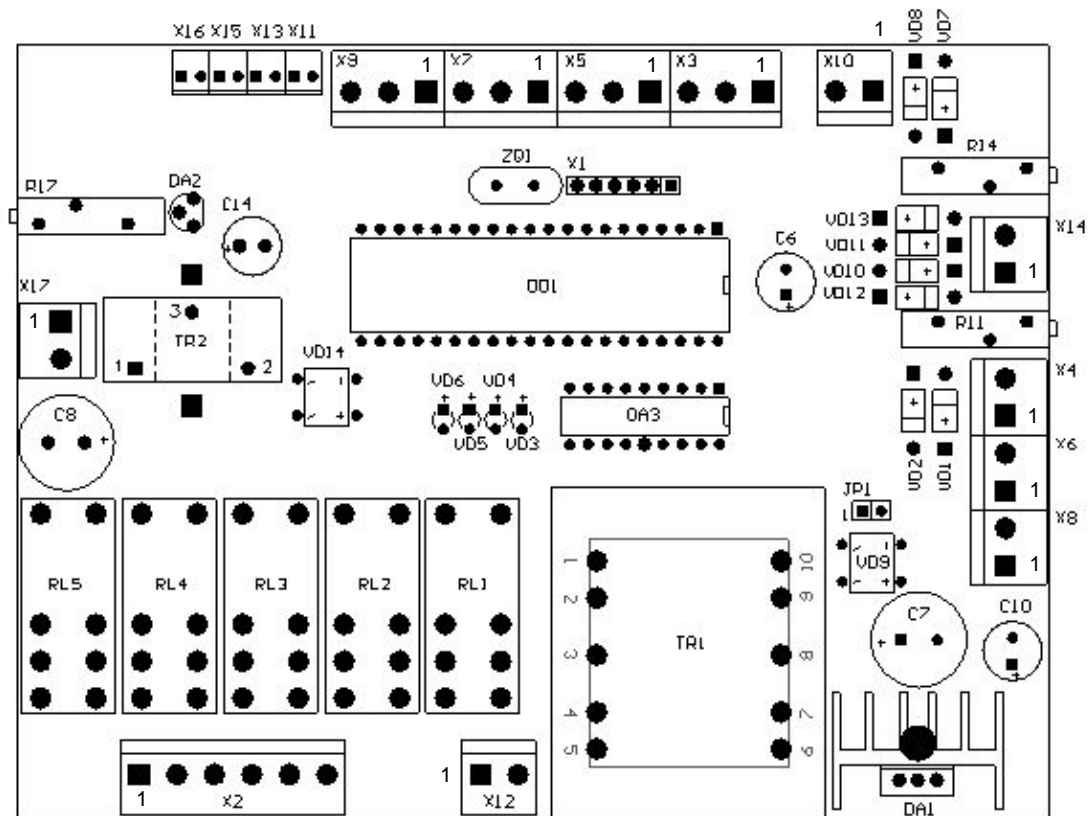 X16 X15 X13 X11
VD8 VD7
1
X9 1 X7 1 X5 1 X3 1 X10
ZQ1 X1
R14
R17 DA2
C14
VD13
VD11
VD10
VD12
X14
1
C6
DD1
X17
1
3
TR2
1 2
VD14
R11
VD6 VD4
VD5 VD3
DA3
X4
1
X6
1
X8
1
VD2 VD1
C8
JP1
1
VD9
RL5 RL4 RL3 RL2 RL1
1 10
2 9
3 TR1 8
4 7
5 6
C7 C10
1 X2
1 X12
DA1